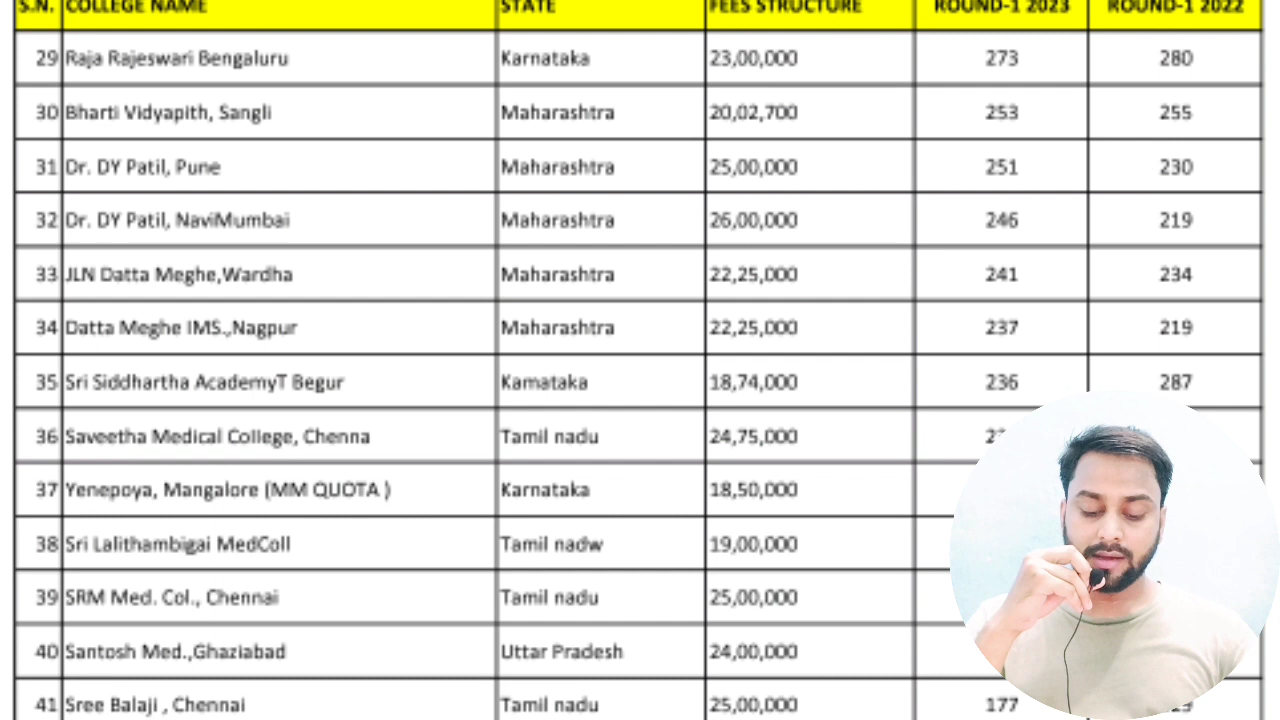 S.N. COLLEGE NAME STATE FEES STRUCTURE ROUND-1 2023 ROUND-1 2022
29 Raja Rajeswari Bengaluru Karnataka 23,00,000 273 280
30 Bharti Vidyapith, Sangli Maharashtra 20,02,700 253 255
31 Dr. DY Patil, Pune Maharashtra 25,00,000 251 230
32 Dr. DY Patil, NaviMumbai Maharashtra 26,00,000 246 219
33 JLN Datta Meghe,Wardha Maharashtra 22,25,000 241 234
34 Datta Meghe IMS.,Nagpur Maharashtra 22,25,000 237 219
35 Sri Siddhartha AcademyT Begur Kamataka 18,74,000 236 287
36 Saveetha Medical College, Chenna Tamil nadu 24,75,000
37 Yenepoya, Mangalore (MM QUOTA ) Karnataka 18,50,000
38 Sri Lalithambigai MedColl Tamil nadw 19,00,000
39 SRM Med. Col., Chennai Tamil nadu 25,00,000
40 Santosh Med.,Ghaziabad Uttar Pradesh 24,00,000
41 Sree Balaji , Chennai Tamil nadu 25,00,000 177